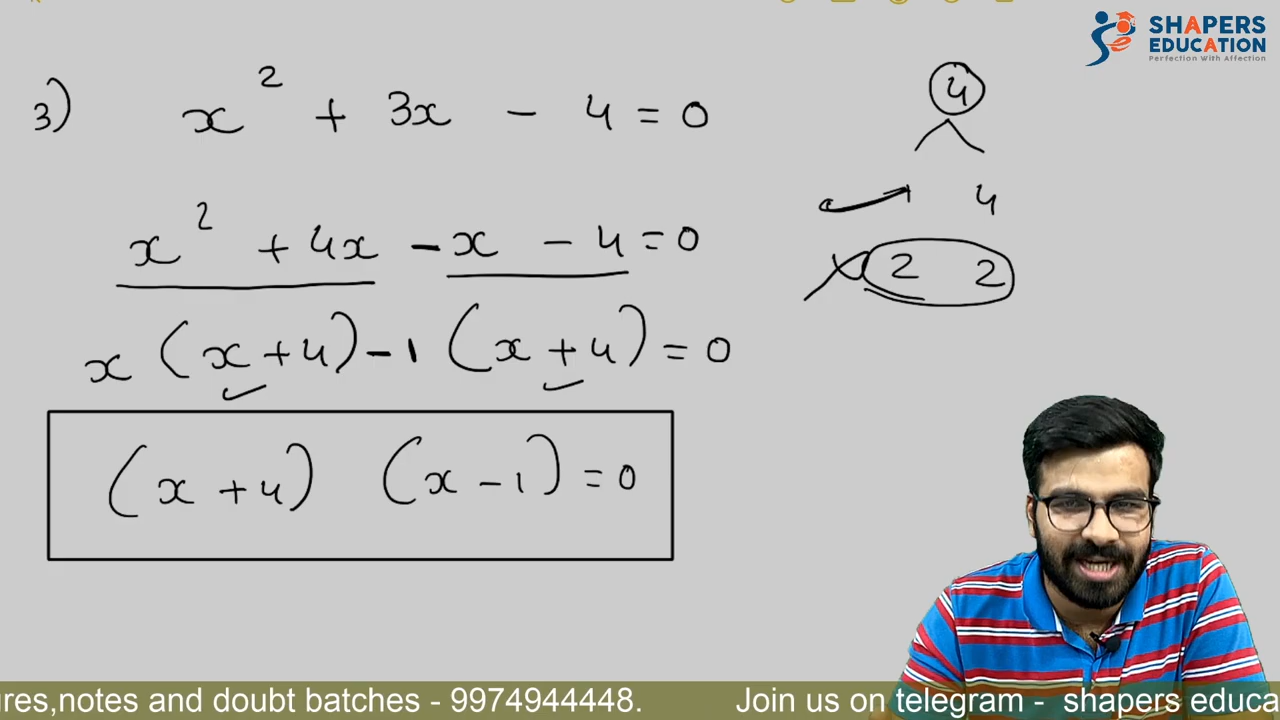 SHAPERS
EDUCATION
Perfection With Affection
3) x² + 3x - 4 = 0
4
4
x² + 4x - x - 4 = 0
2 2
x (x + 4) - 1 (x + 4) = 0
(x + 4) (x - 1) = 0
ures,notes and doubt batches - 9974944448. Join us on telegram - shapers educa